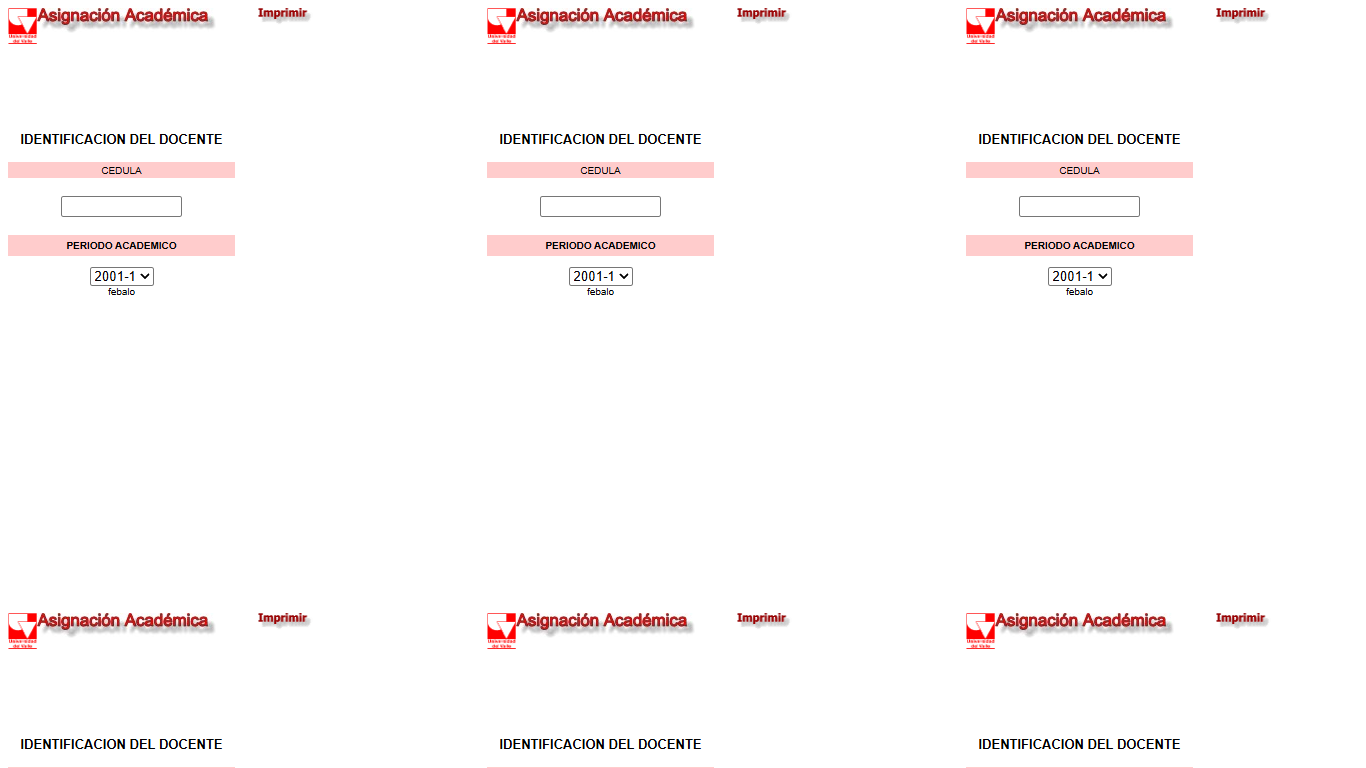 Asignación Académica Imprimir
Universidad
del Valle
IDENTIFICACION DEL DOCENTE
CEDULA
PERIODO ACADEMICO
2001-1
febalo
Asignación Académica Imprimir
Universidad
del Valle
IDENTIFICACION DEL DOCENTE
CEDULA
PERIODO ACADEMICO
2001-1
febalo
Asignación Académica Imprimir
Universidad
del Valle
IDENTIFICACION DEL DOCENTE
CEDULA
PERIODO ACADEMICO
2001-1
febalo
Asignación Académica Imprimir
Universidad
del Valle
IDENTIFICACION DEL DOCENTE
Asignación Académica Imprimir
Universidad
del Valle
IDENTIFICACION DEL DOCENTE
Asignación Académica Imprimir
Universidad
del Valle
IDENTIFICACION DEL DOCENTE